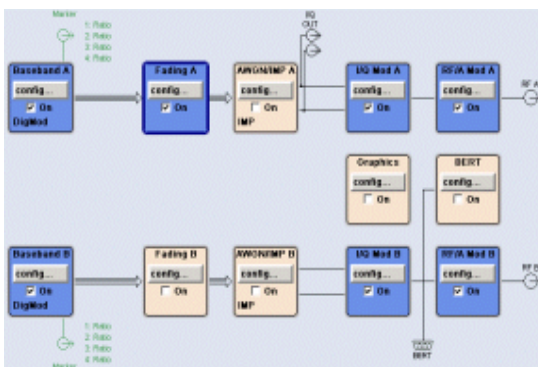 Marker
1: Ratio
2: Ratio
3: Ratio
4: Ratio
I/Q
OUT
Baseband A
config...
On
DigMod
Fading A
config...
On
AWGN/IMP A
config...
On
IMP
I/Q Mod A
config...
On
RF/A Mod A
config...
On
RF A
Graphics
config...
On
BERT
config...
On
Baseband B
config...
On
DigMod
Fading B
config...
On
AWGN/IMP B
config...
On
IMP
I/Q Mod B
config...
On
RF/A Mod B
config...
On
RF B
1: Ratio
2: Ratio
3: Ratio
4: Ratio
Marker
BERT